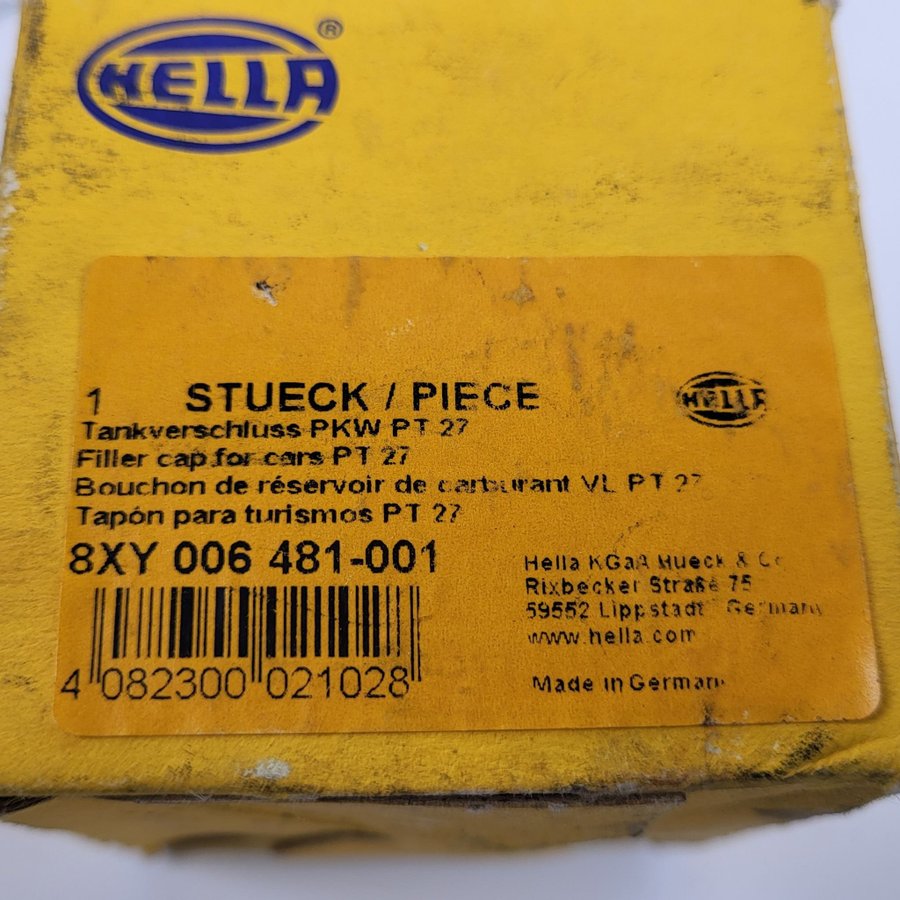 HELLA ®
1 STUECK / PIECE
HELLA
Tankverschluss PKW PT 27
Filler cap for cars PT 27
Bouchon de réservoir de carburant VL PT 27
Tapón para turismos PT 27
8XY 006 481-001
Hella KGaA Hueck & Co
Rixbecker Straße 75
59552 Lippstadt Germany
www.hella.com
Made in Germany
4 082300 021028